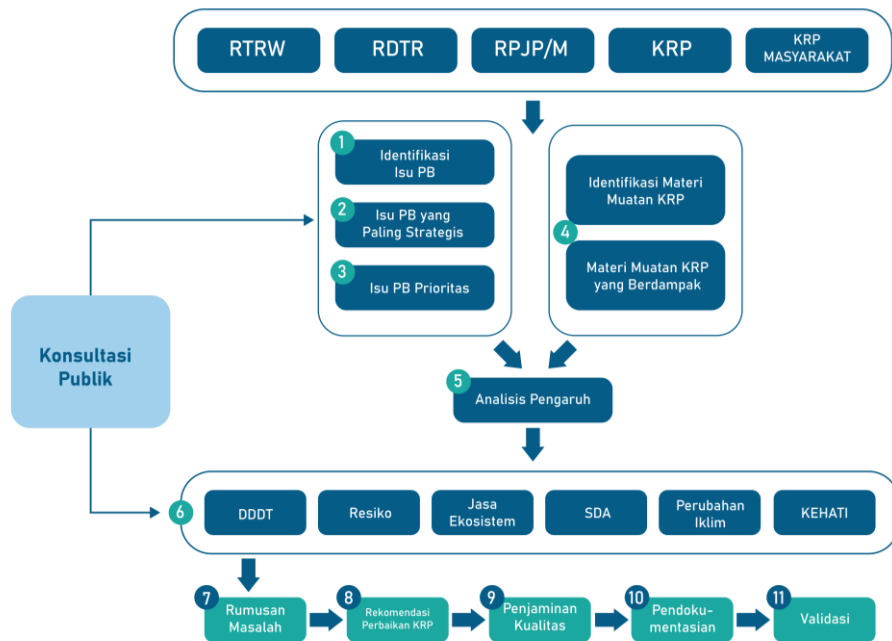 RTRW
RDTR
RPJP/M
KRP
KRP
MASYARAKAT
1
Identifikasi
Isu PB
2
Isu PB yang
Paling Strategis
3
Isu PB Prioritas
Identifikasi Materi
Muatan KRP
4
Materi Muatan KRP
yang Berdampak
Konsultasi
Publik
5
Analisis Pengaruh
6
DDDT
Resiko
Jasa
Ekosistem
SDA
Perubahan
Iklim
KEHATI
7
Rumusan
Masalah
8
Rekomendasi
Perbaikan KRP
9
Penjaminan
Kualitas
10
Pendoku-
mentasian
11
Validasi